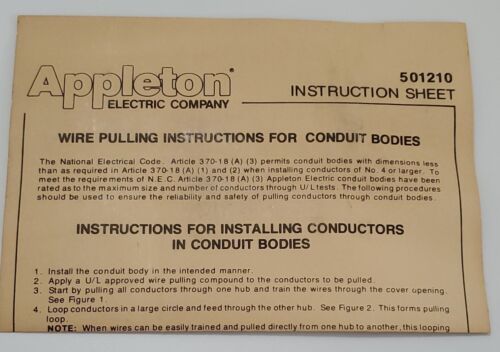 Appleton®
ELECTRIC COMPANY
501210
INSTRUCTION SHEET
WIRE PULLING INSTRUCTIONS FOR CONDUIT BODIES
The National Electrical Code. Article 370-18 (A) (3) permits conduit bodies with dimensions less
than as required in Article 370-18 (A) (1) and (2) when installing conductors of No. 4 or larger. To
meet the requirements of N.E.C. Article 370-18 (A) (3) Appleton Electric conduit bodies have been
rated as to the maximum size and number of conductors through U/L tests. The following procedures
should be used to ensure the reliability and safety of pulling conductors through conduit bodies.
INSTRUCTIONS FOR INSTALLING CONDUCTORS
IN CONDUIT BODIES
1. Install the conduit body in the intended manner.
2. Apply a U/L approved wire pulling compound to the conductors to be pulled.
3. Start by pulling all conductors through one hub and train the wires through the cover opening.
See Figure 1.
4. Loop conductors in a large circle and feed through the other hub. See Figure 2. This forms pulling
loop.
NOTE: When wires can be easily trained and pulled directly from one hub to another, this looping